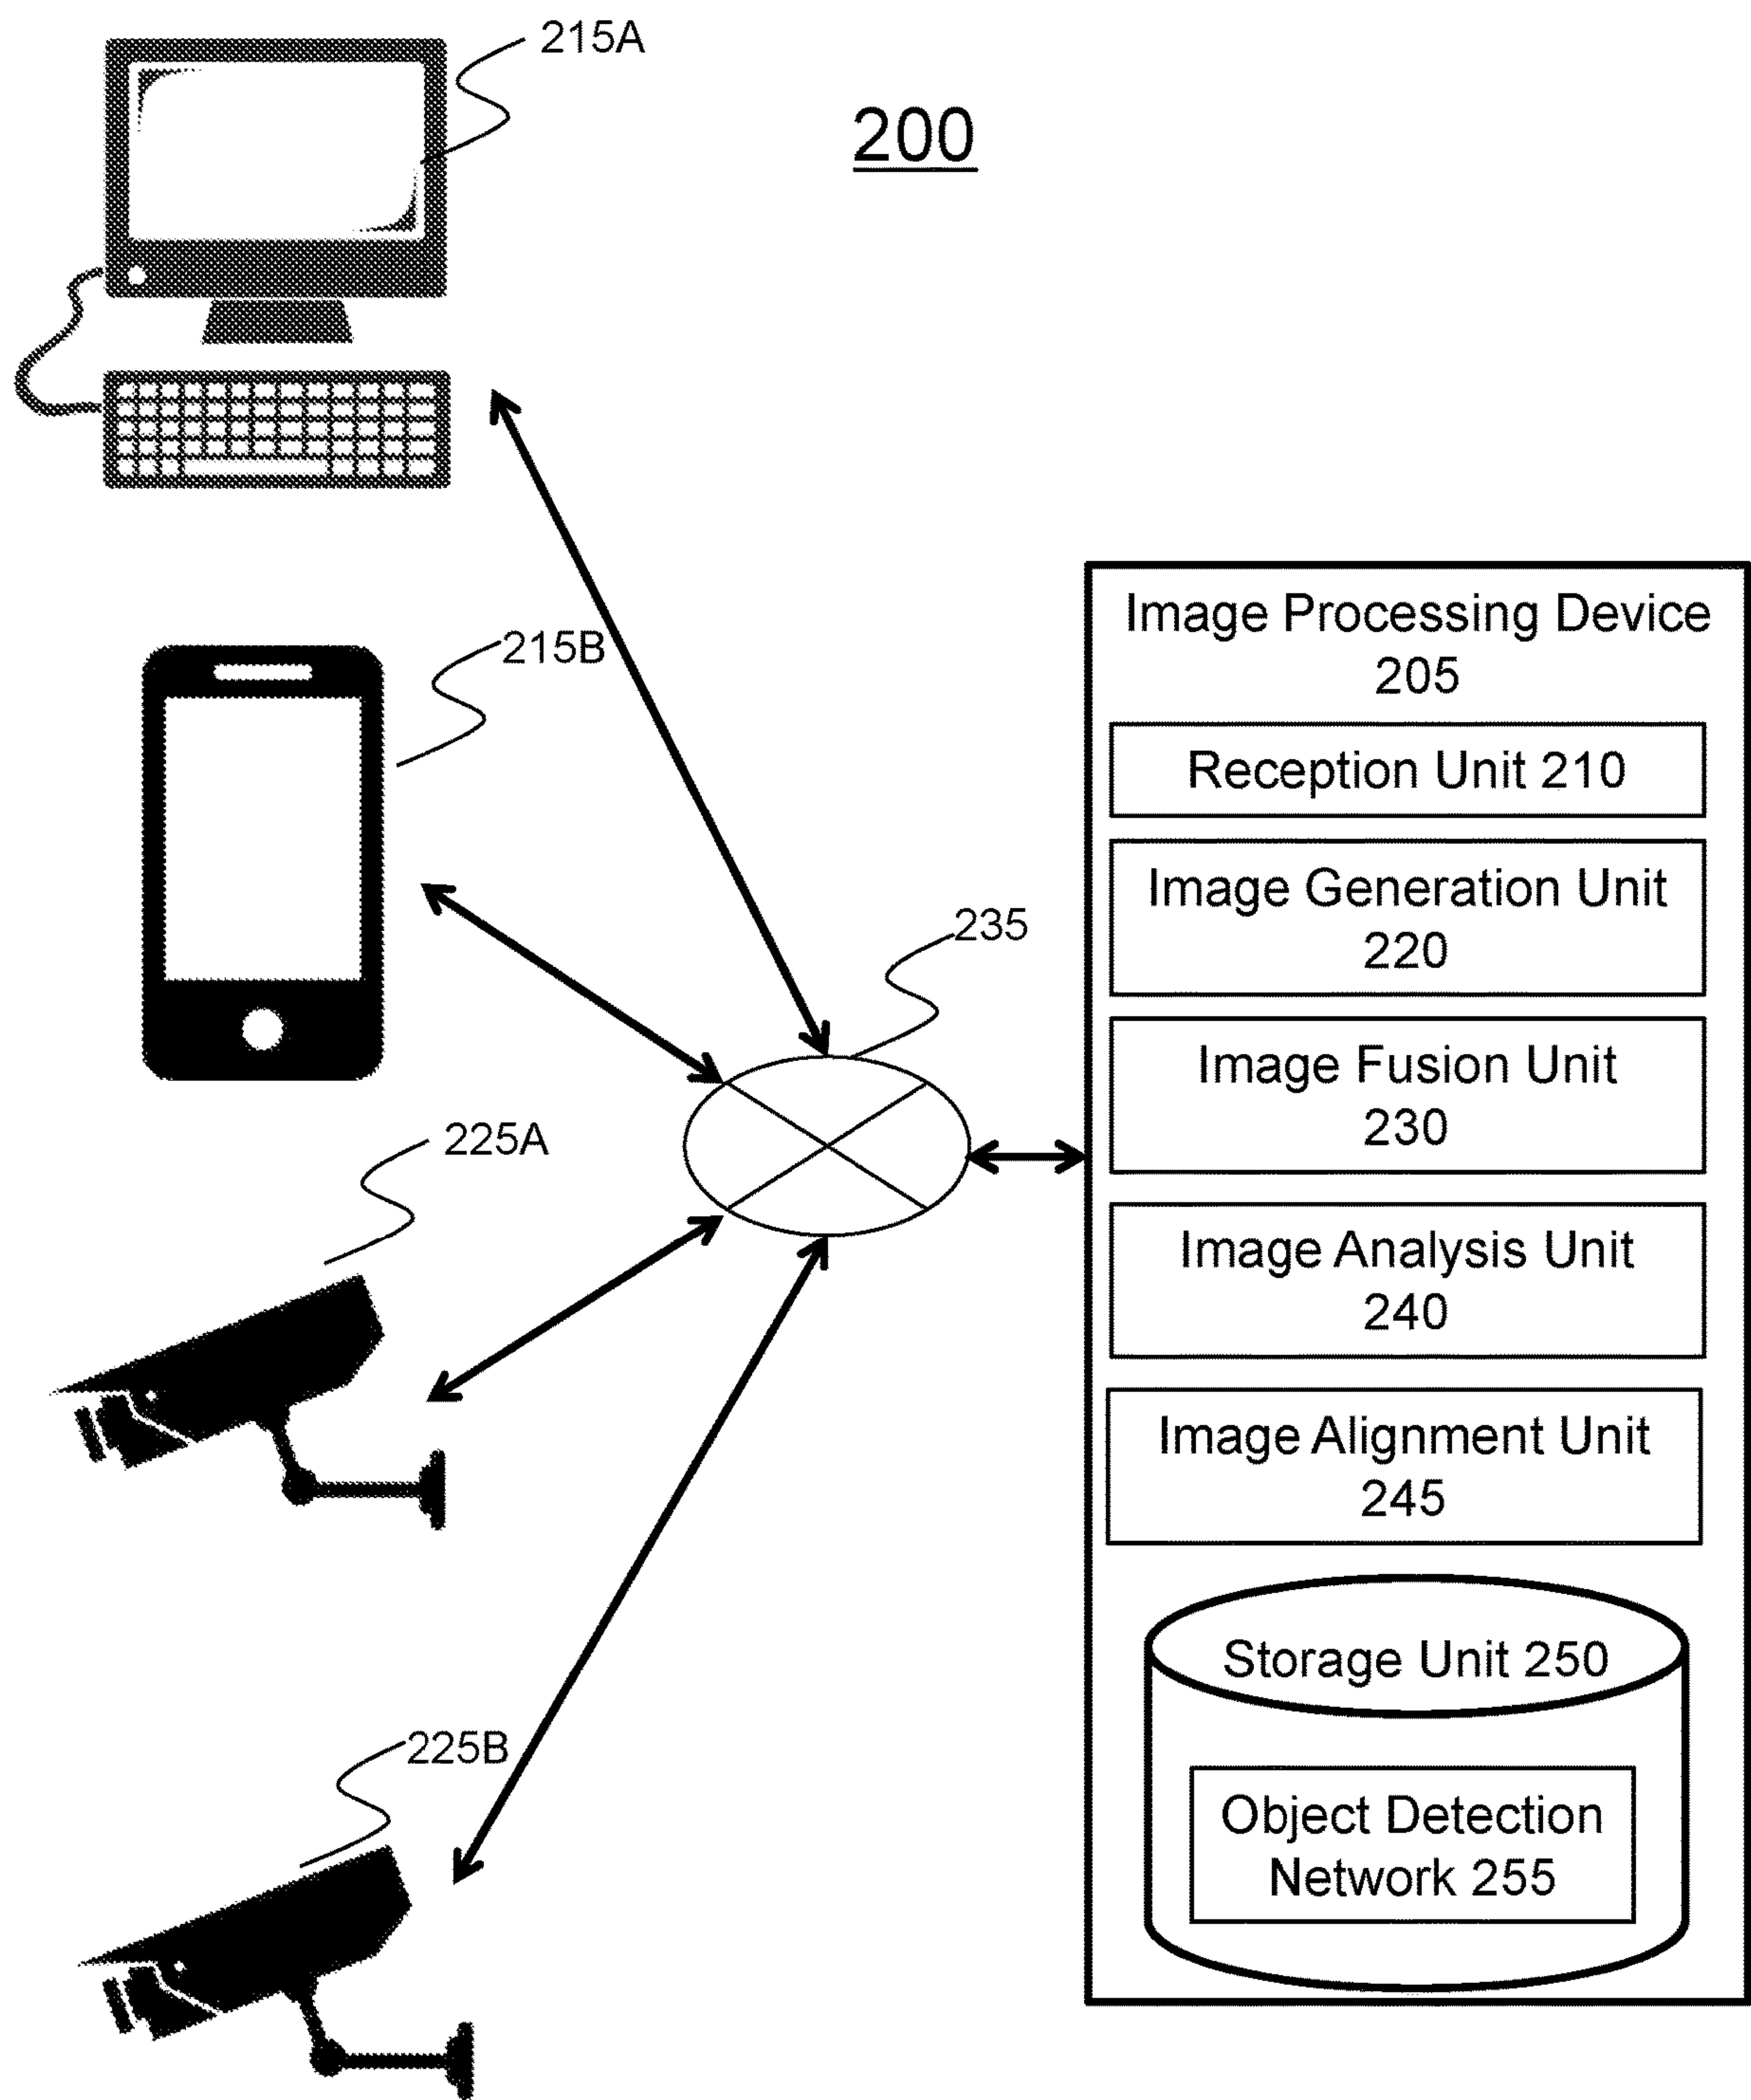 215A
200
215B
Image Processing Device
205
Reception Unit 210
Image Generation Unit
220
235
Image Fusion Unit
230
225A
Image Analysis Unit
240
Image Alignment Unit
245
Storage Unit 250
225B
Object Detection
Network 255